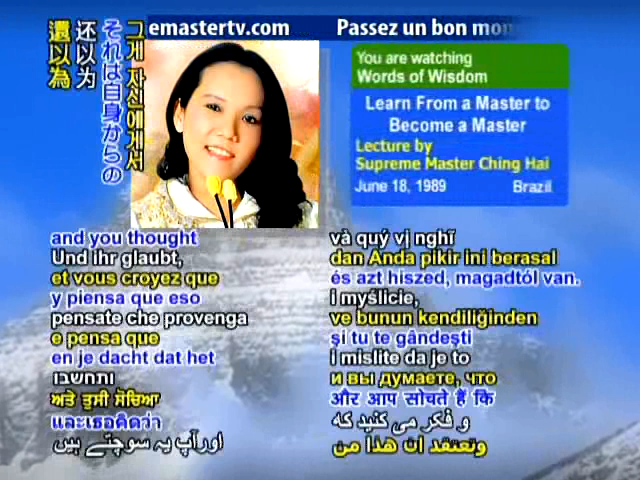 emastertv.com
Passez un bon mom
You are watching
Words of Wisdom
Learn From a Master to
Become a Master
Lecture by
Supreme Master Ching Hai
June 18, 1989
Brazil
還以為
还以为
それは自身からの
그게 자신에게서
and you thought
Und ihr glaubt,
et vous croyez que
y piensa que eso
pensate che provenga
e pensa que
en je dacht dat het
ותחשבו
ਅਤੇ ਤੁਸੀ ਸੋਚਿਆ
และเธอคิดว่า
اورآپ یہ سوچتے ہیں
và quý vị nghĩ
dan Anda pikir ini berasal
és azt hiszed, magadtól van.
i myślicie,
ve bunun kendiliğinden
și tu te gândești
i mislite da je to
и вы думаете, что
और आप सोचते हैं कि
و فکر می کنید که
وتعتقد ان هذا من